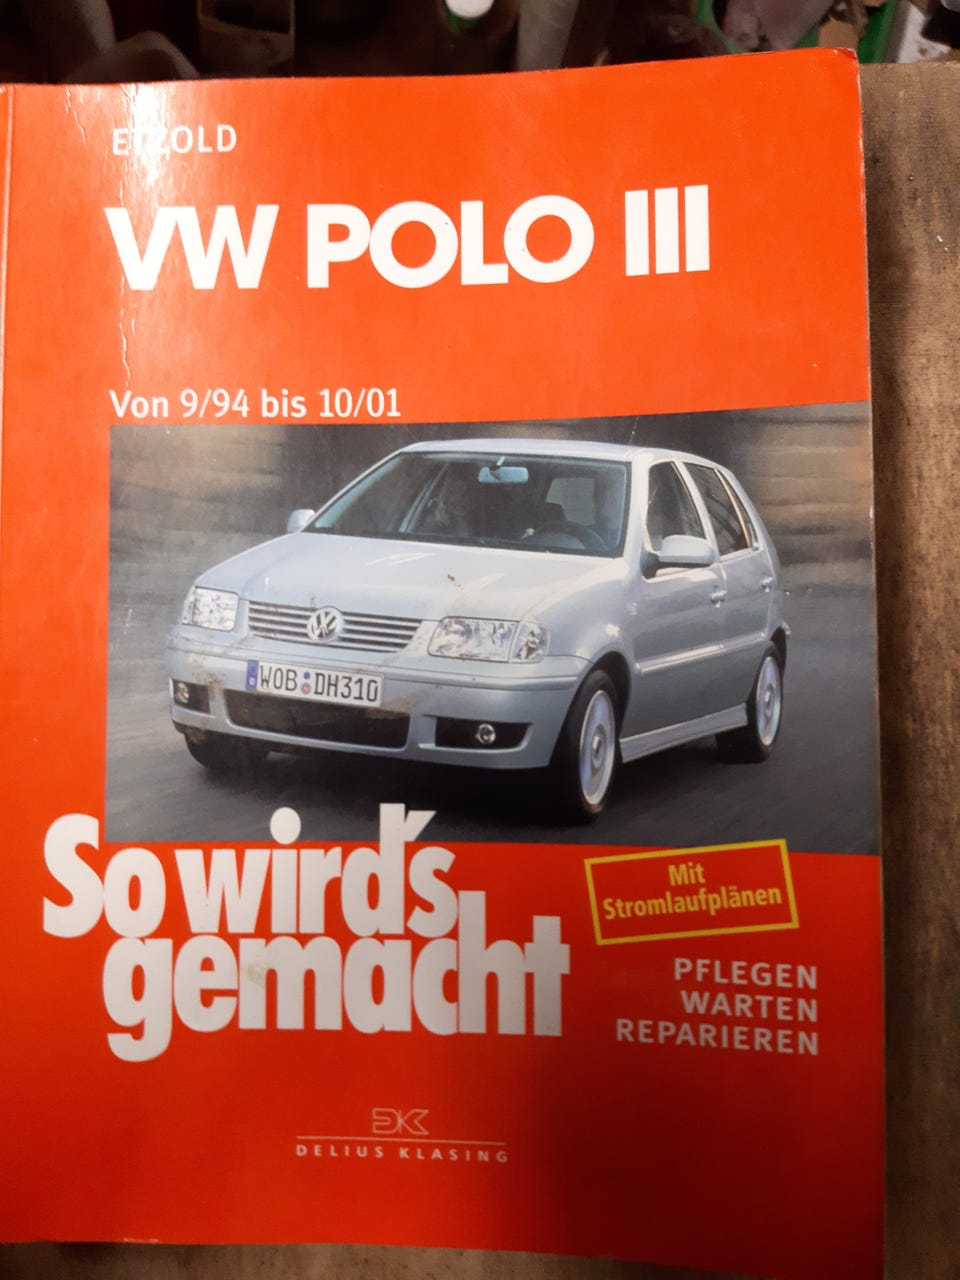 ETZOLD
VW POLO III
Von 9/94 bis 10/01
WOB DH310
So wird's
gemacht
Mit
Stromlaufplänen
PFLEGEN
WARTEN
REPARIEREN
DK
DELIUS KLASING